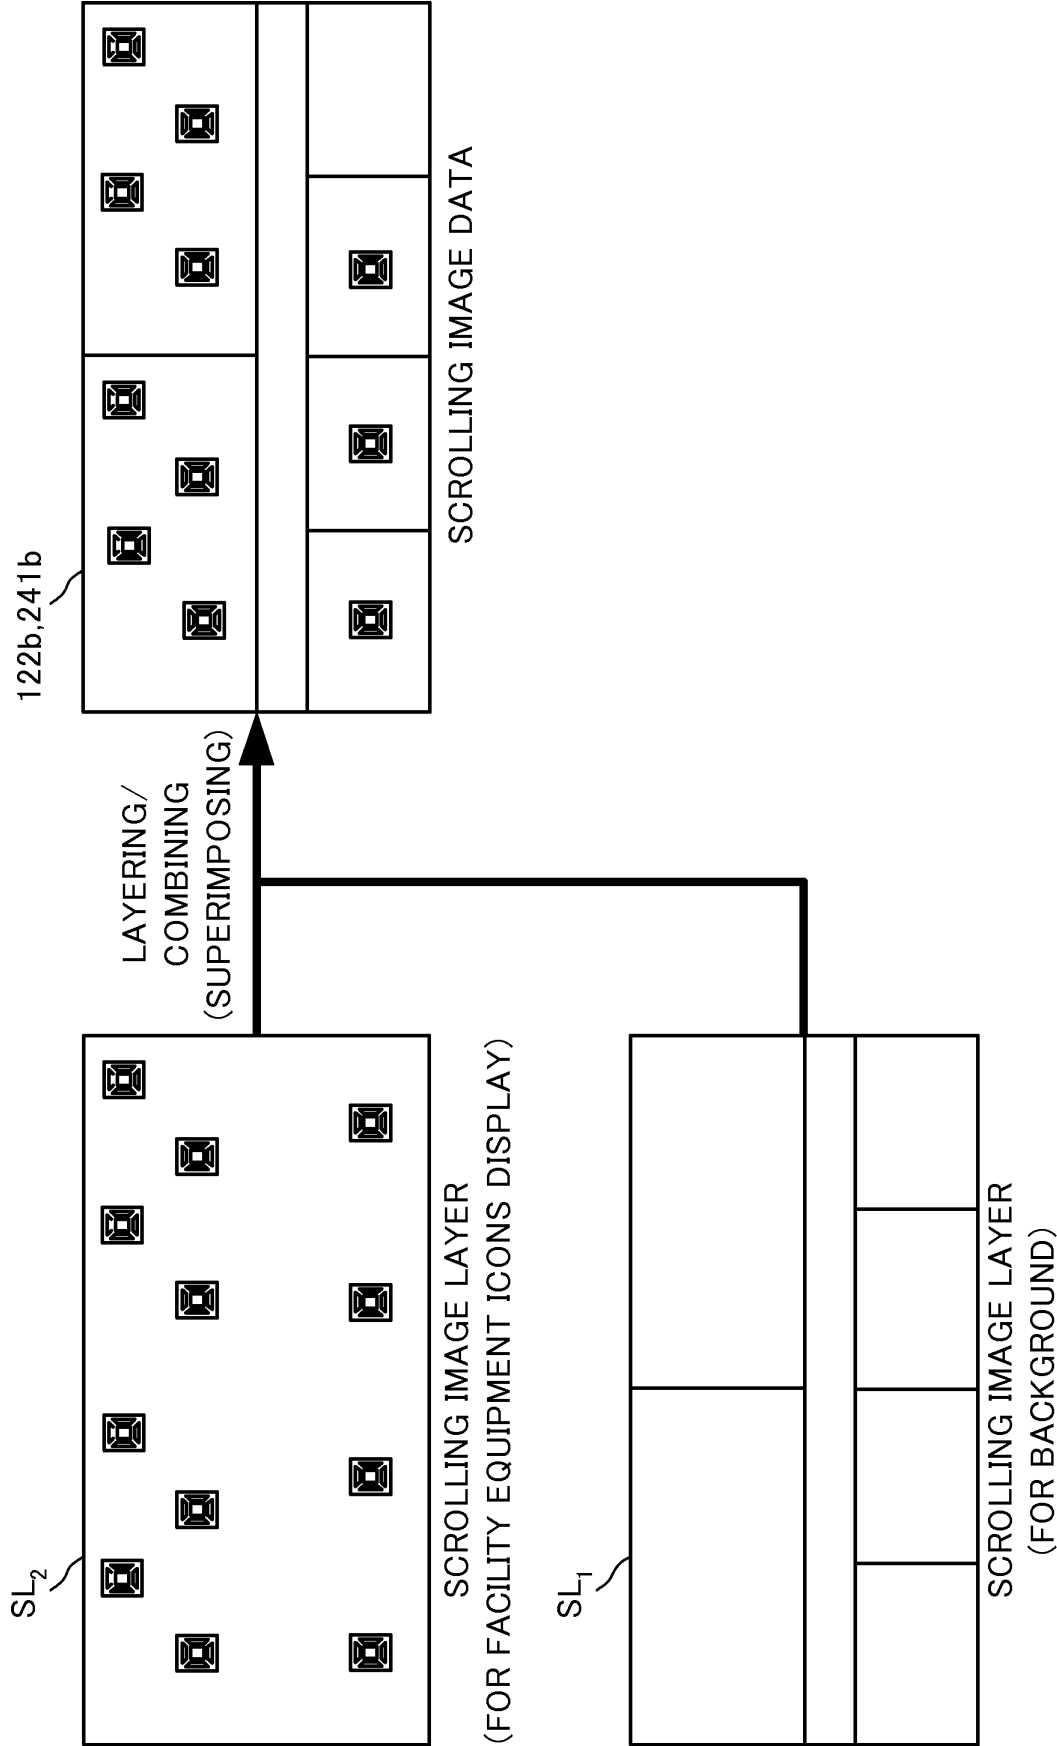 SL2
SCROLLING IMAGE LAYER
(FOR FACILITY EQUIPMENT ICONS DISPLAY)
LAYERING/
COMBINING
(SUPERIMPOSING)
122b,241b
SCROLLING IMAGE DATA
SL1
SCROLLING IMAGE LAYER
(FOR BACKGROUND)